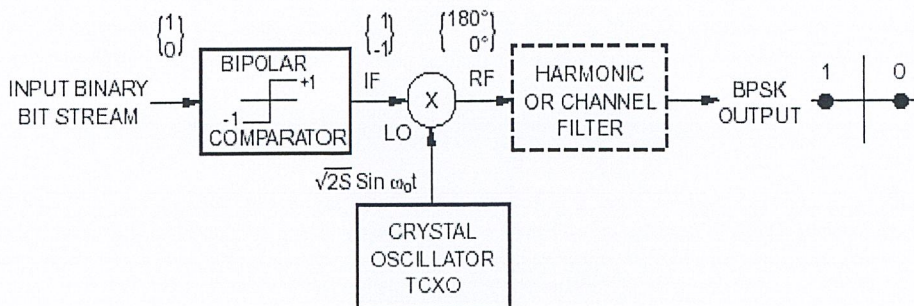 {1
0}
{1
-1}
{180°
0°}
INPUT BINARY
BIT STREAM
BIPOLAR
+1
-1
COMPARATOR
IF
X
LO
RF
HARMONIC
OR CHANNEL
FILTER
BPSK
OUTPUT
1
0
√2S Sin ω₀t
CRYSTAL
OSCILLATOR
TCXO